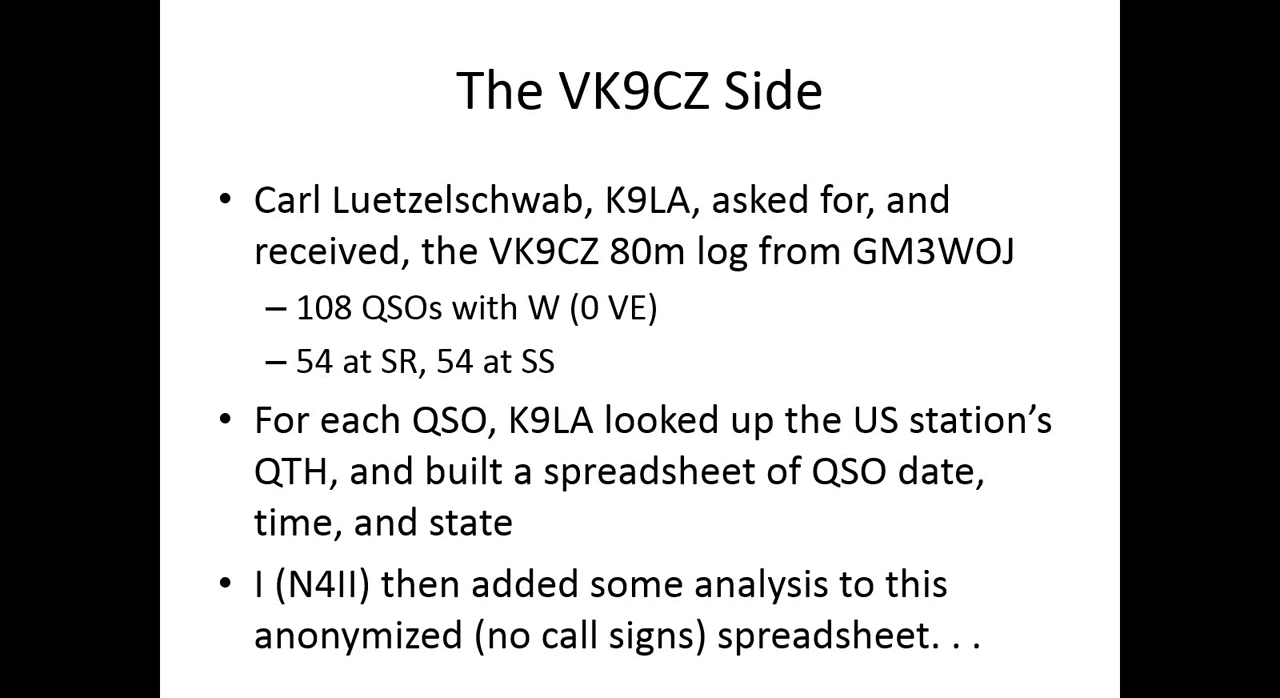 The VK9CZ Side
• Carl Luetzelschwab, K9LA, asked for, and
received, the VK9CZ 80m log from GM3WOJ
– 108 QSOs with W (0 VE)
– 54 at SR, 54 at SS
• For each QSO, K9LA looked up the US station’s
QTH, and built a spreadsheet of QSO date,
time, and state
• I (N4II) then added some analysis to this
anonymized (no call signs) spreadsheet. . .